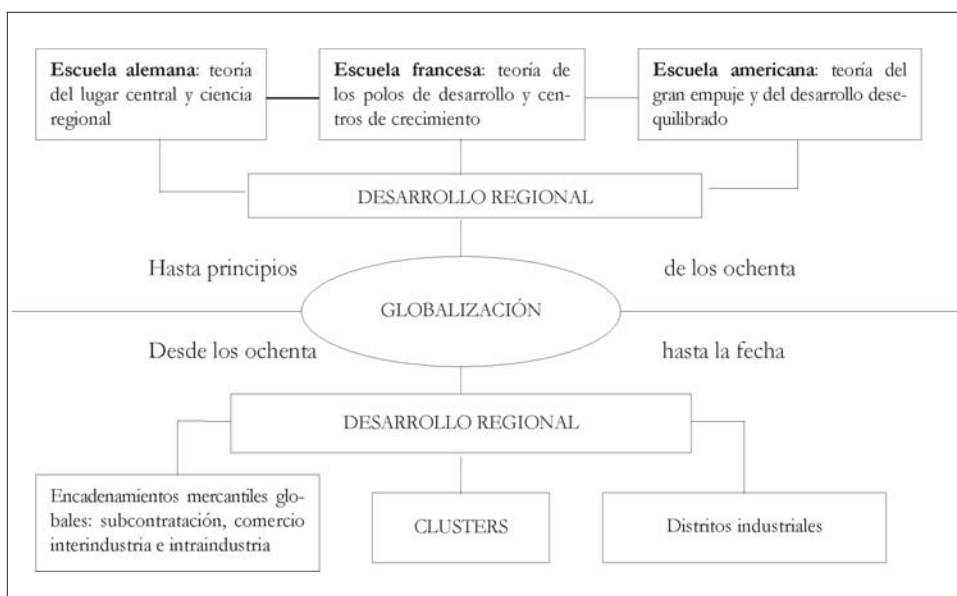 Escuela alemana: teoría
del lugar central y ciencia
regional
Escuela francesa: teoría de
los polos de desarrollo y cen-
tros de crecimiento
Escuela americana: teoría del
gran empuje y del desarrollo dese-
quilibrado
DESARROLLO REGIONAL
Hasta principios
de los ochenta
GLOBALIZACIÓN
Desde los ochenta
hasta la fecha
DESARROLLO REGIONAL
Encadenamientos mercantiles glo-
bales: subcontratación, comercio
interindustria e intraindustria
CLUSTERS
Distritos industriales